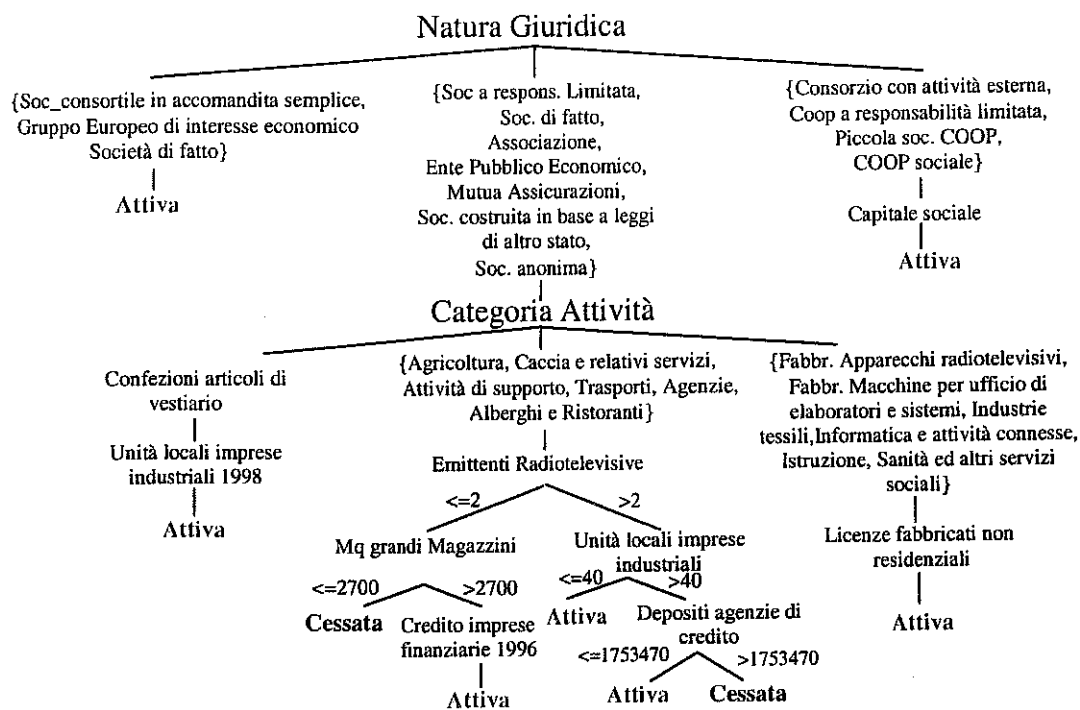 Natura Giuridica
{Soc_consortile in accomandita semplice,
Gruppo Europeo di interesse economico
Società di fatto}
Attiva
{Soc a respons. Limitata,
Soc. di fatto,
Associazione,
Ente Pubblico Economico,
Mutua Assicurazioni,
Soc. costruita in base a leggi
di altro stato,
Soc. anonima}
{Consorzio con attività esterna,
Coop a responsabilità limitata,
Piccola soc. COOP,
COOP sociale}
Capitale sociale
Attiva
Categoria Attività
Confezioni articoli di
vestiario
Unità locali imprese
industriali 1998
Attiva
{Agricoltura, Caccia e relativi servizi,
Attività di supporto, Trasporti, Agenzie,
Alberghi e Ristoranti}
Emittenti Radiotelevisive
<=2
>2
Mq grandi Magazzini
<=2700
>2700
Cessata
Credito imprese
finanziarie 1996
Attiva
Unità locali imprese
industriali
<=40
>40
Attiva
Depositi agenzie di
credito
<=1753470
>1753470
Attiva
Cessata
{Fabbr. Apparecchi radiotelevisivi,
Fabbr. Macchine per ufficio di
elaboratori e sistemi, Industrie
tessili,Informatica e attività connesse,
Istruzione, Sanità ed altri servizi
sociali}
Licenze fabbricati non
residenziali
Attiva